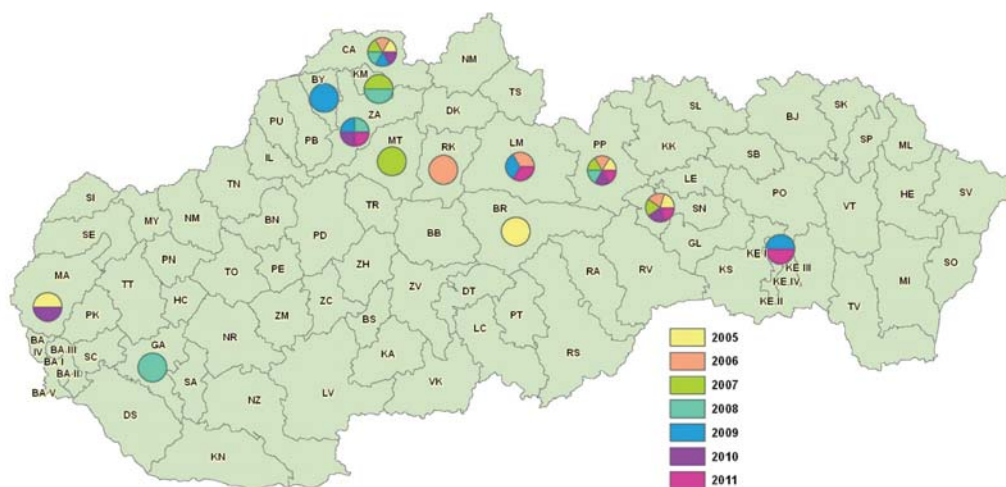 CA
NM
BY
KM
TS
DK
ZA
PU
PB
IL
MT
RK
LM
PP
SL
KK
BJ
SK
SP
ML
SB
LE
SN
PO
VT
HE
SV
TN
SI
MY
NM
BN
TR
BR
SE
PD
BB
GL
KE I
KE III
KE IV
KE II
KS
RV
RA
SO
MI
TV
MA
PN
TO
PE
ZH
TT
HC
ZM
ZC
ZV
DT
BS
LC
PT
PK
GA
NR
KA
RS
BA
IV
BA III
BA I
BA II
BA V
SC
SA
DS
NZ
LV
VK
KN
2005
2006
2007
2008
2009
2010
2011